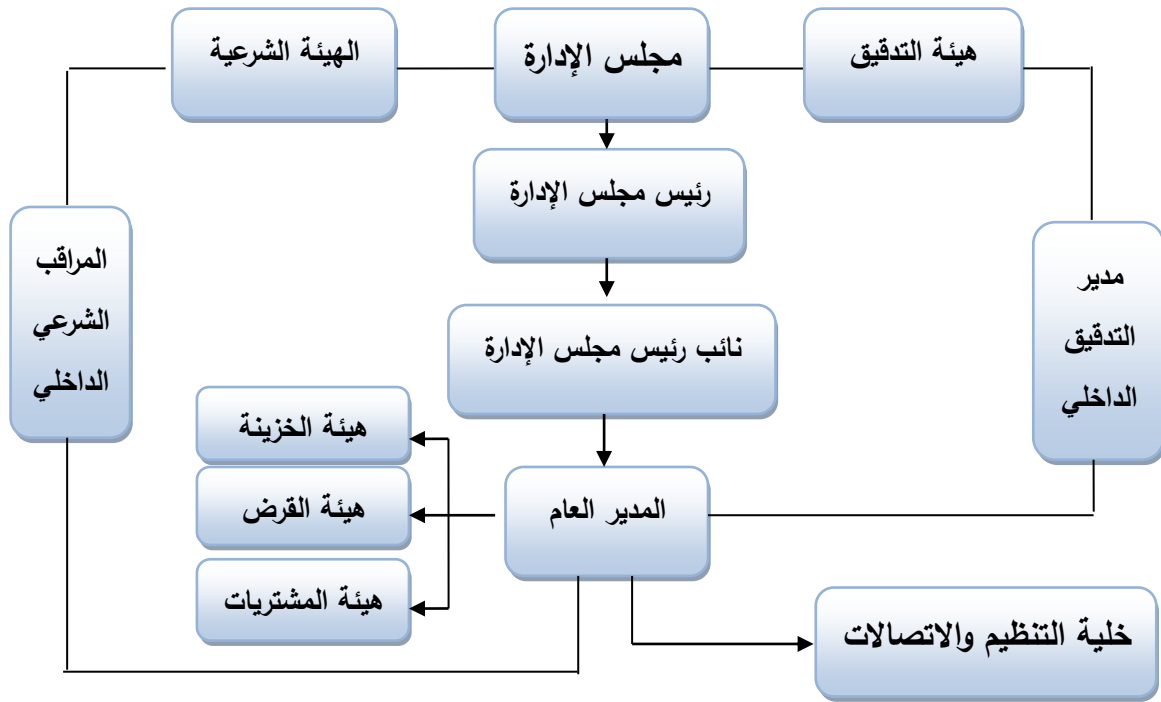 هيئة التدقيق
مجلس الإدارة
الهيئة الشرعية
رئيس مجلس الإدارة
مدير
التدقيق
الداخلي
المراقب
الشرعي
الداخلي
نائب رئيس مجلس الإدارة
هيئة الخزينة
المدير العام
هيئة القرض
هيئة المشتريات
خلية التنظيم والاتصالات